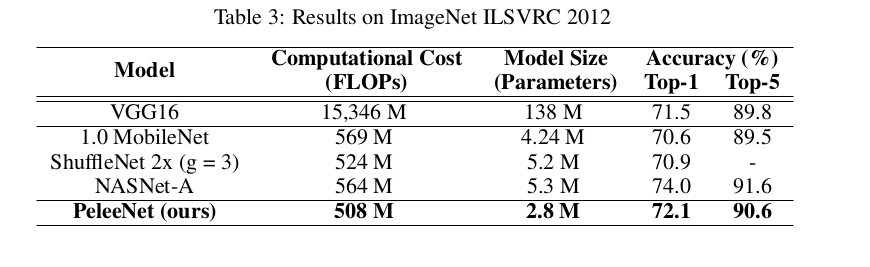 Table 3: Results on ImageNet ILSVRC 2012
Model Computational Cost (FLOPs) Model Size (Parameters) Accuracy (%) Top-1 Top-5
VGG16 15,346 M 138 M 71.5 89.8
1.0 MobileNet 569 M 4.24 M 70.6 89.5
ShuffleNet 2x (g = 3) 524 M 5.2 M 70.9 -
NASNet-A 564 M 5.3 M 74.0 91.6
PeleeNet (ours) 508 M 2.8 M 72.1 90.6